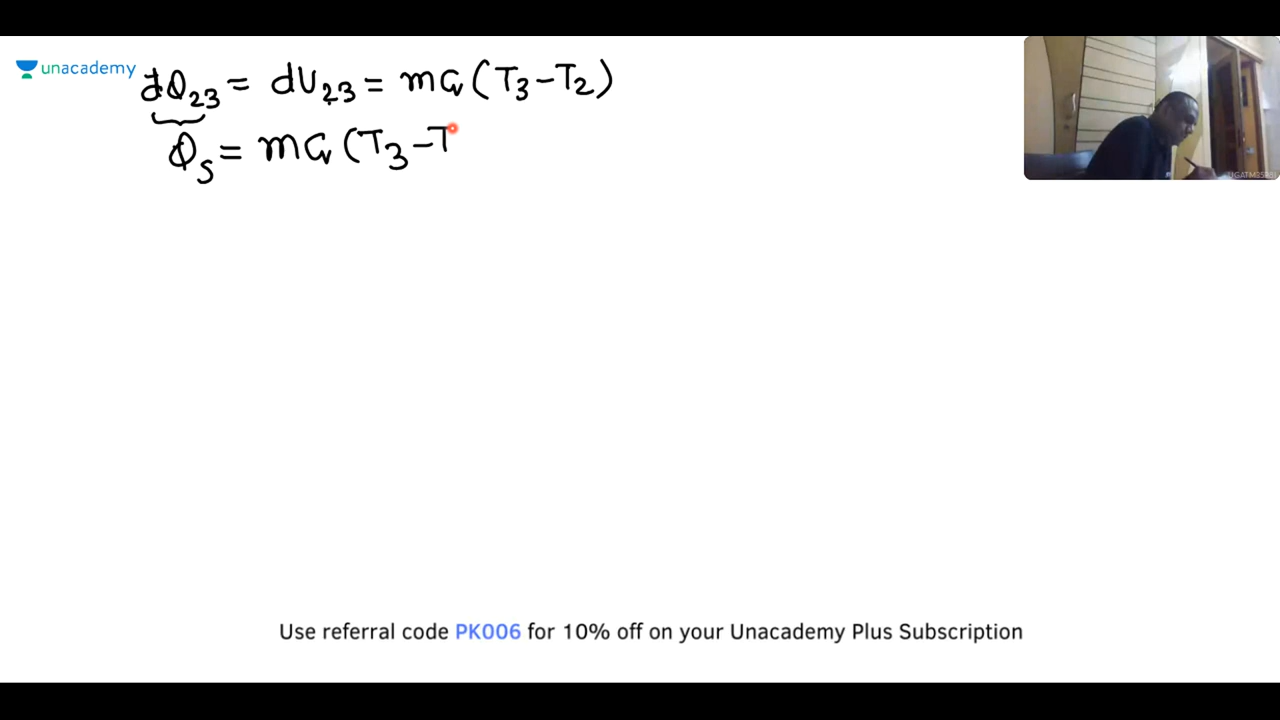 unacademy
đQ₂₃ = dU₂₃ = mCv (T₃-T₂)
Qs = mCv (T₃-T
Use referral code PK006 for 10% off on your Unacademy Plus Subscription